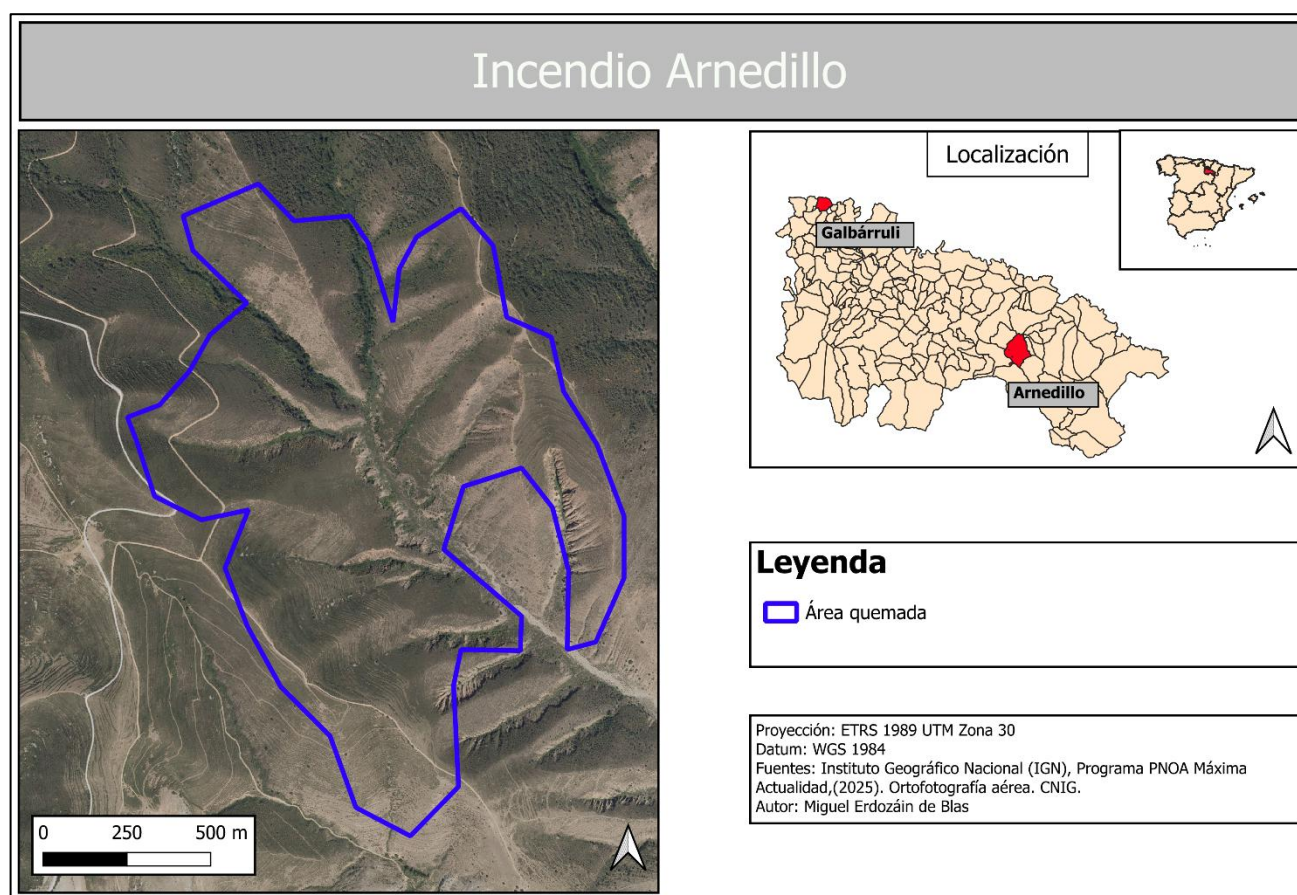 Incendio Arnedillo
0 250 500 m
Localización
Galbárruli
Arnedillo
Leyenda
Área quemada
Proyección: ETRS 1989 UTM Zona 30
Datum: WGS 1984
Fuentes: Instituto Geográfico Nacional (IGN), Programa PNOA Máxima
Actualidad,(2025). Ortofotografía aérea. CNIG.
Autor: Miguel Erdozáin de Blas